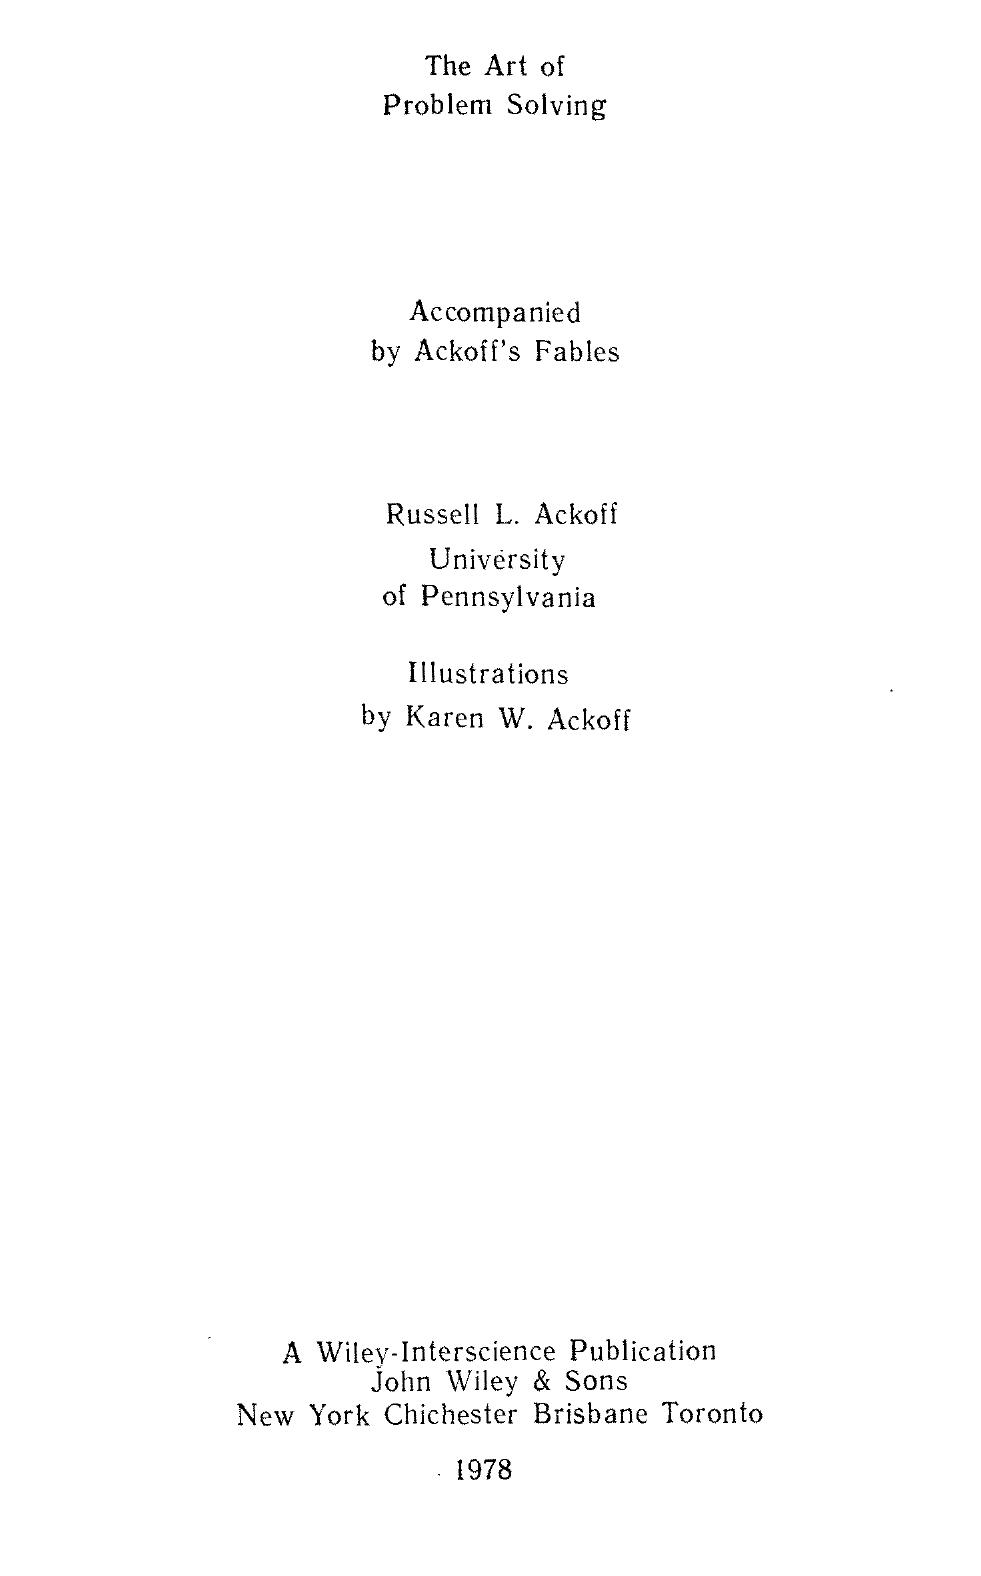 The Art of
Problem Solving
Accompanied
by Ackoff's Fables
Russell L. Ackoff
University
of Pennsylvania
Illustrations
by Karen W. Ackoff
A Wiley-Interscience Publication
John Wiley & Sons
New York Chichester Brisbane Toronto
1978